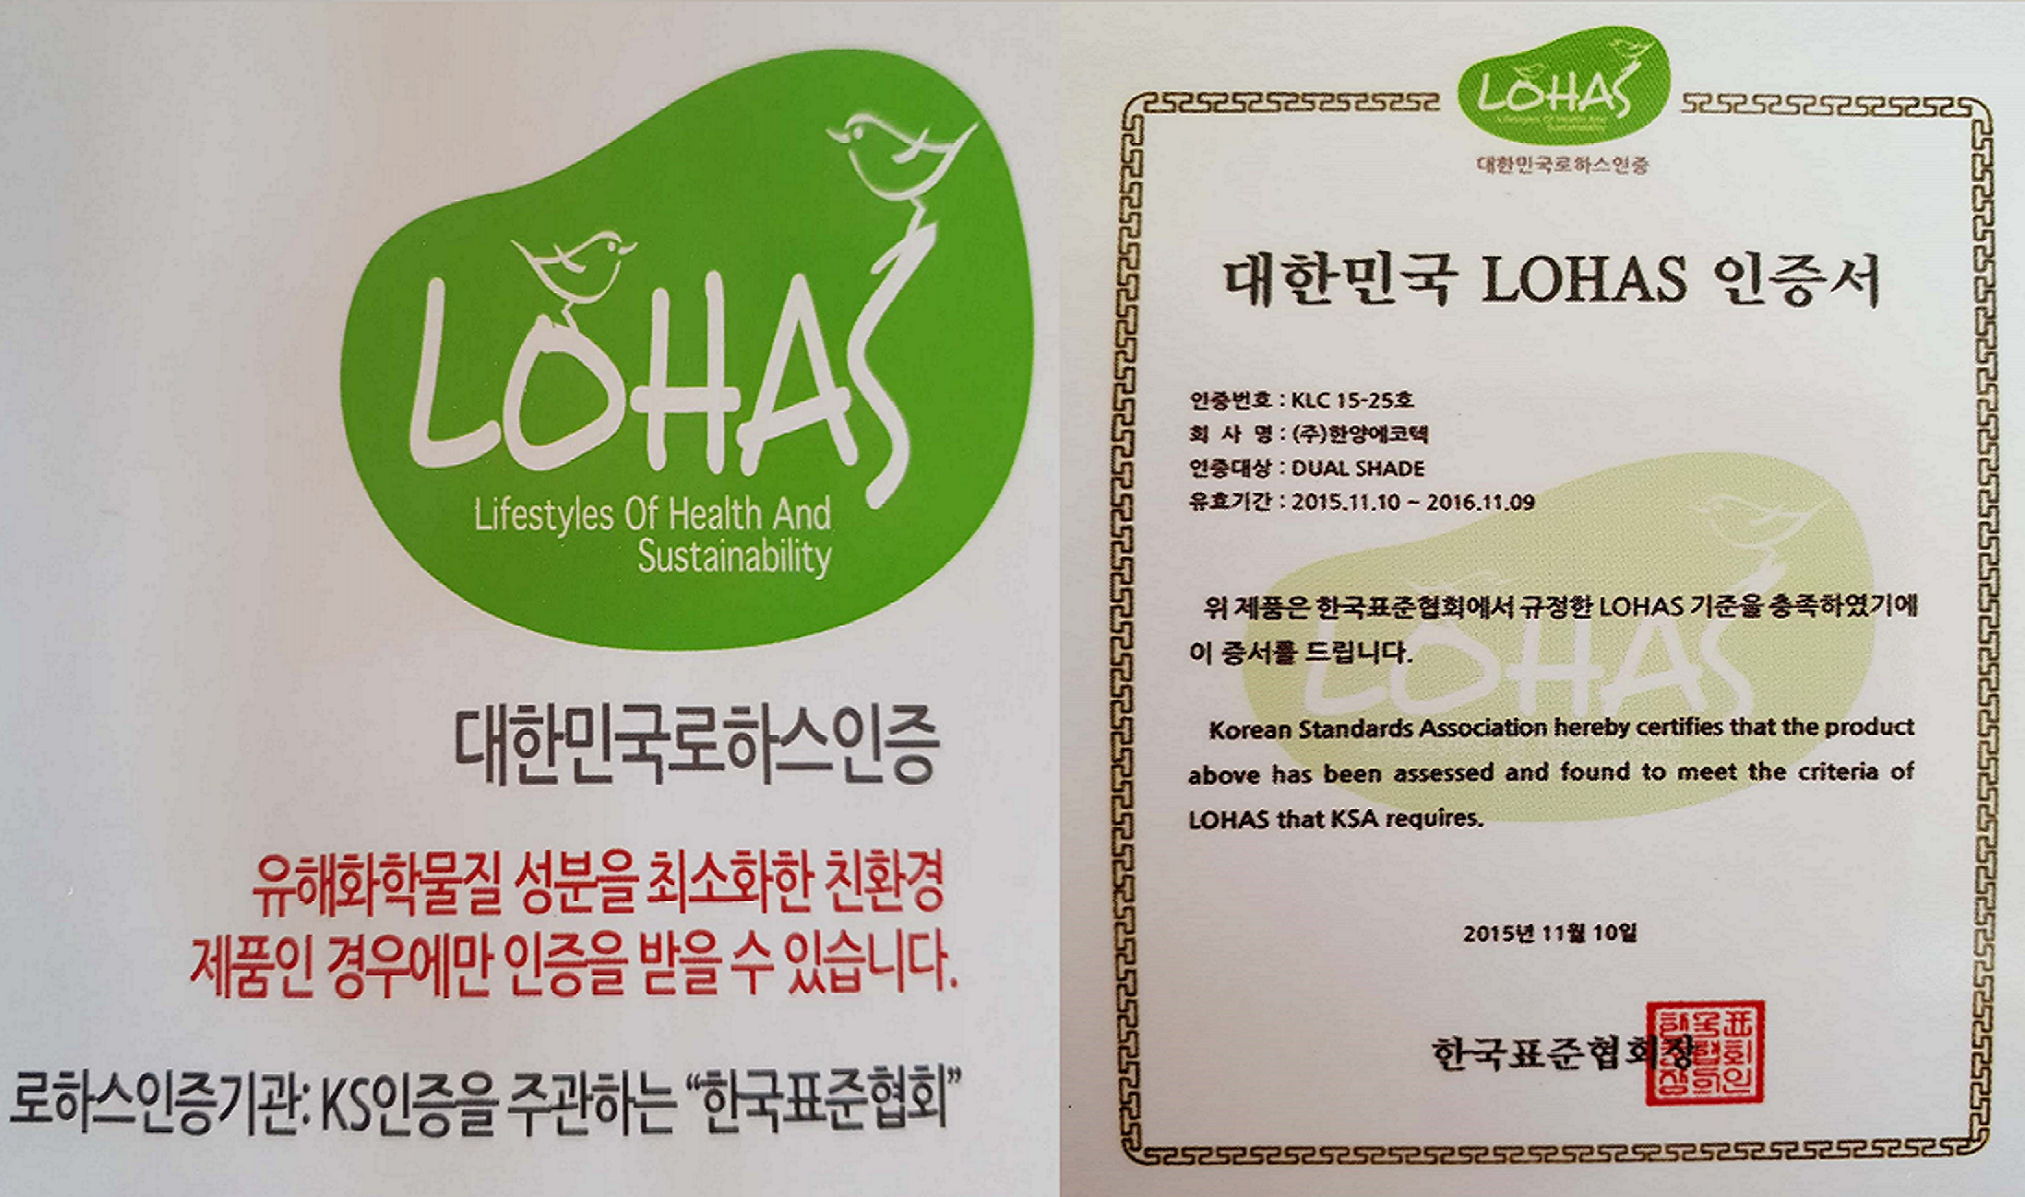 LOHAS
Lifestyles Of Health And
Sustainability
대한민국로하스인증
유해화학물질 성분을 최소화한 친환경
제품인 경우에만 인증을 받을 수 있습니다.
로하스인증기관: KS인증을 주관하는 “한국표준협회”
LOHAS
Lifestyles Of Health And
Sustainability
대한민국로하스인증
대한민국 LOHAS 인증서
인증번호 : KLC 15-25호
회 사 명 : (주)한양에코텍
인증대상 : DUAL SHADE
유효기간 : 2015.11.10 ~ 2016.11.09
위 제품은 한국표준협회에서 규정한 LOHAS 기준을 충족하였기에
이 증서를 드립니다.
LOHAS
Korean Standards Association hereby certifies that the product
above has been assessed and found to meet the criteria of
LOHAS that KSA requires.
2015년 11월 10일
한국표준협회장